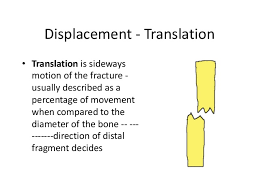 Displacement - Translation
• Translation is sideways
motion of the fracture -
usually described as a
percentage of movement
when compared to the
diameter of the bone -- ---
-------direction of distal
fragment decides